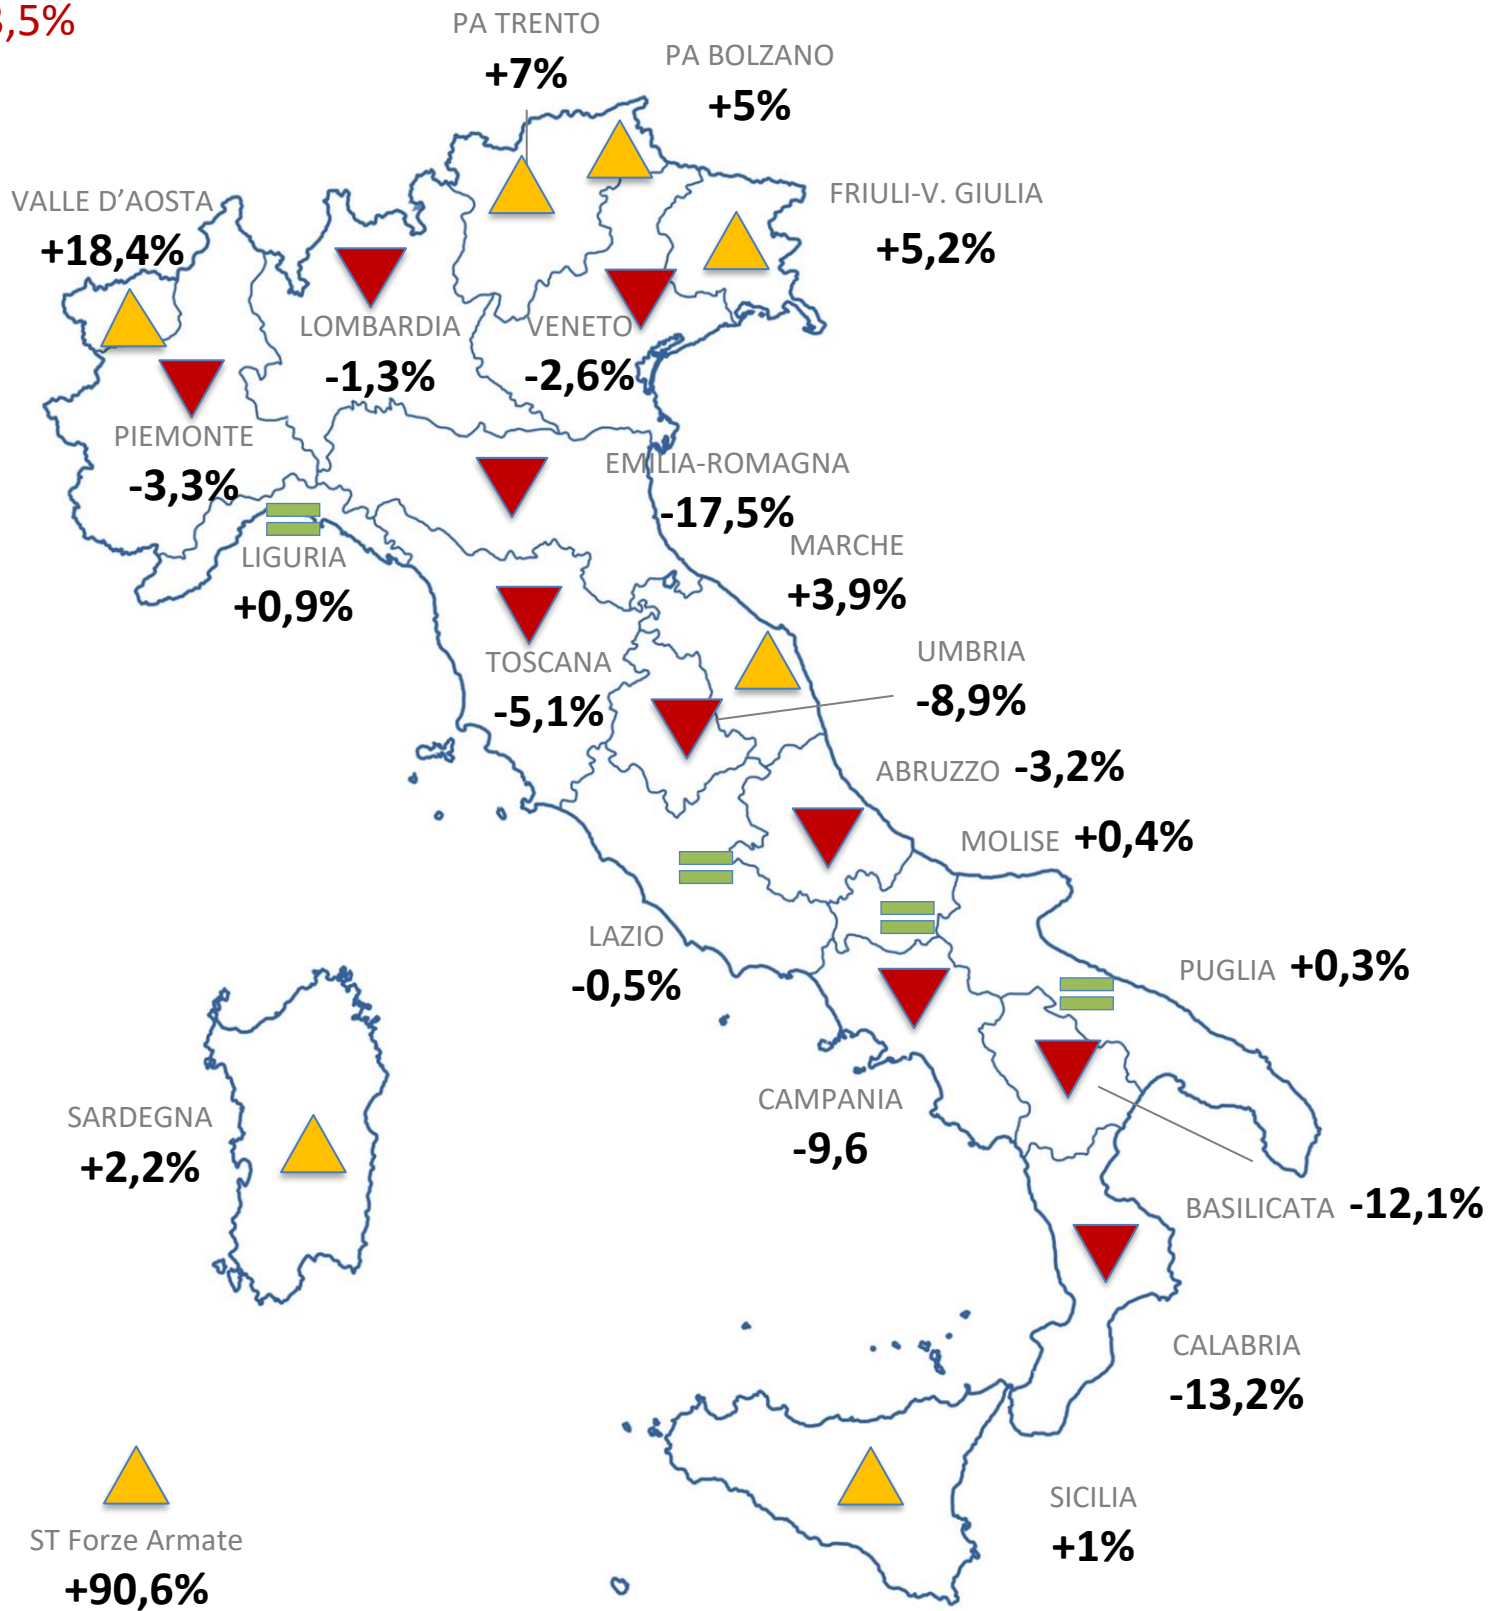 3,5%
PA TRENTO
+7%
PA BOLZANO
+5%
VALLE D’AOSTA
+18,4%
FRIULI-V. GIULIA
+5,2%
LOMBARDIA
-1,3%
VENETO
-2,6%
PIEMONTE
-3,3%
EMILIA-ROMAGNA
-17,5%
LIGURIA
+0,9%
MARCHE
+3,9%
TOSCANA
-5,1%
UMBRIA
-8,9%
ABRUZZO -3,2%
MOLISE +0,4%
LAZIO
-0,5%
PUGLIA +0,3%
CAMPANIA
-9,6
SARDEGNA
+2,2%
BASILICATA -12,1%
CALABRIA
-13,2%
SICILIA
+1%
ST Forze Armate
+90,6%